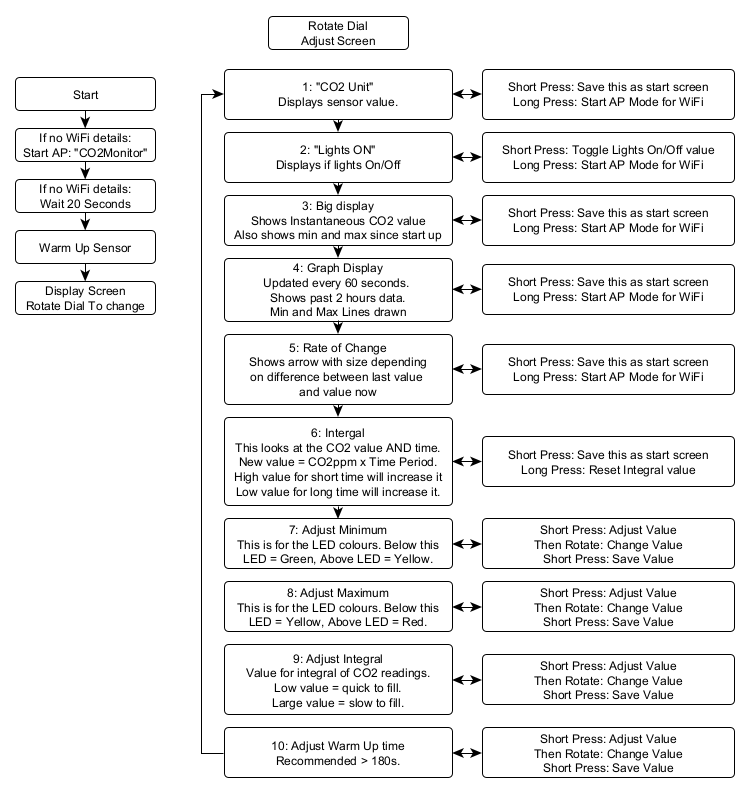 Rotate Dial
Adjust Screen
Start
If no WiFi details:
Start AP: "CO2Monitor"
If no WiFi details:
Wait 20 Seconds
Warm Up Sensor
Display Screen
Rotate Dial To change
1: "CO2 Unit"
Displays sensor value.
Short Press: Save this as start screen
Long Press: Start AP Mode for WiFi
2: "Lights ON"
Displays if lights On/Off
Short Press: Toggle Lights On/Off value
Long Press: Start AP Mode for WiFi
3: Big display
Shows Instantaneous CO2 value
Also shows min and max since start up
Short Press: Save this as start screen
Long Press: Start AP Mode for WiFi
4: Graph Display
Updated every 60 seconds.
Shows past 2 hours data.
Min and Max Lines drawn
Short Press: Save this as start screen
Long Press: Start AP Mode for WiFi
5: Rate of Change
Shows arrow with size depending
on difference between last value
and value now
Short Press: Save this as start screen
Long Press: Start AP Mode for WiFi
6: Intergal
This looks at the CO2 value AND time.
New value = CO2ppm x Time Period.
High value for short time will increase it
Low value for long time will increase it.
Short Press: Save this as start screen
Long Press: Reset Integral value
7: Adjust Minimum
This is for the LED colours. Below this
LED = Green, Above LED = Yellow.
Short Press: Adjust Value
Then Rotate: Change Value
Short Press: Save Value
8: Adjust Maximum
This is for the LED colours. Below this
LED = Yellow, Above LED = Red.
Short Press: Adjust Value
Then Rotate: Change Value
Short Press: Save Value
9: Adjust Integral
Value for integral of CO2 readings.
Low value = quick to fill.
Large value = slow to fill.
Short Press: Adjust Value
Then Rotate: Change Value
Short Press: Save Value
10: Adjust Warm Up time
Recommended > 180s.
Short Press: Adjust Value
Then Rotate: Change Value
Short Press: Save Value